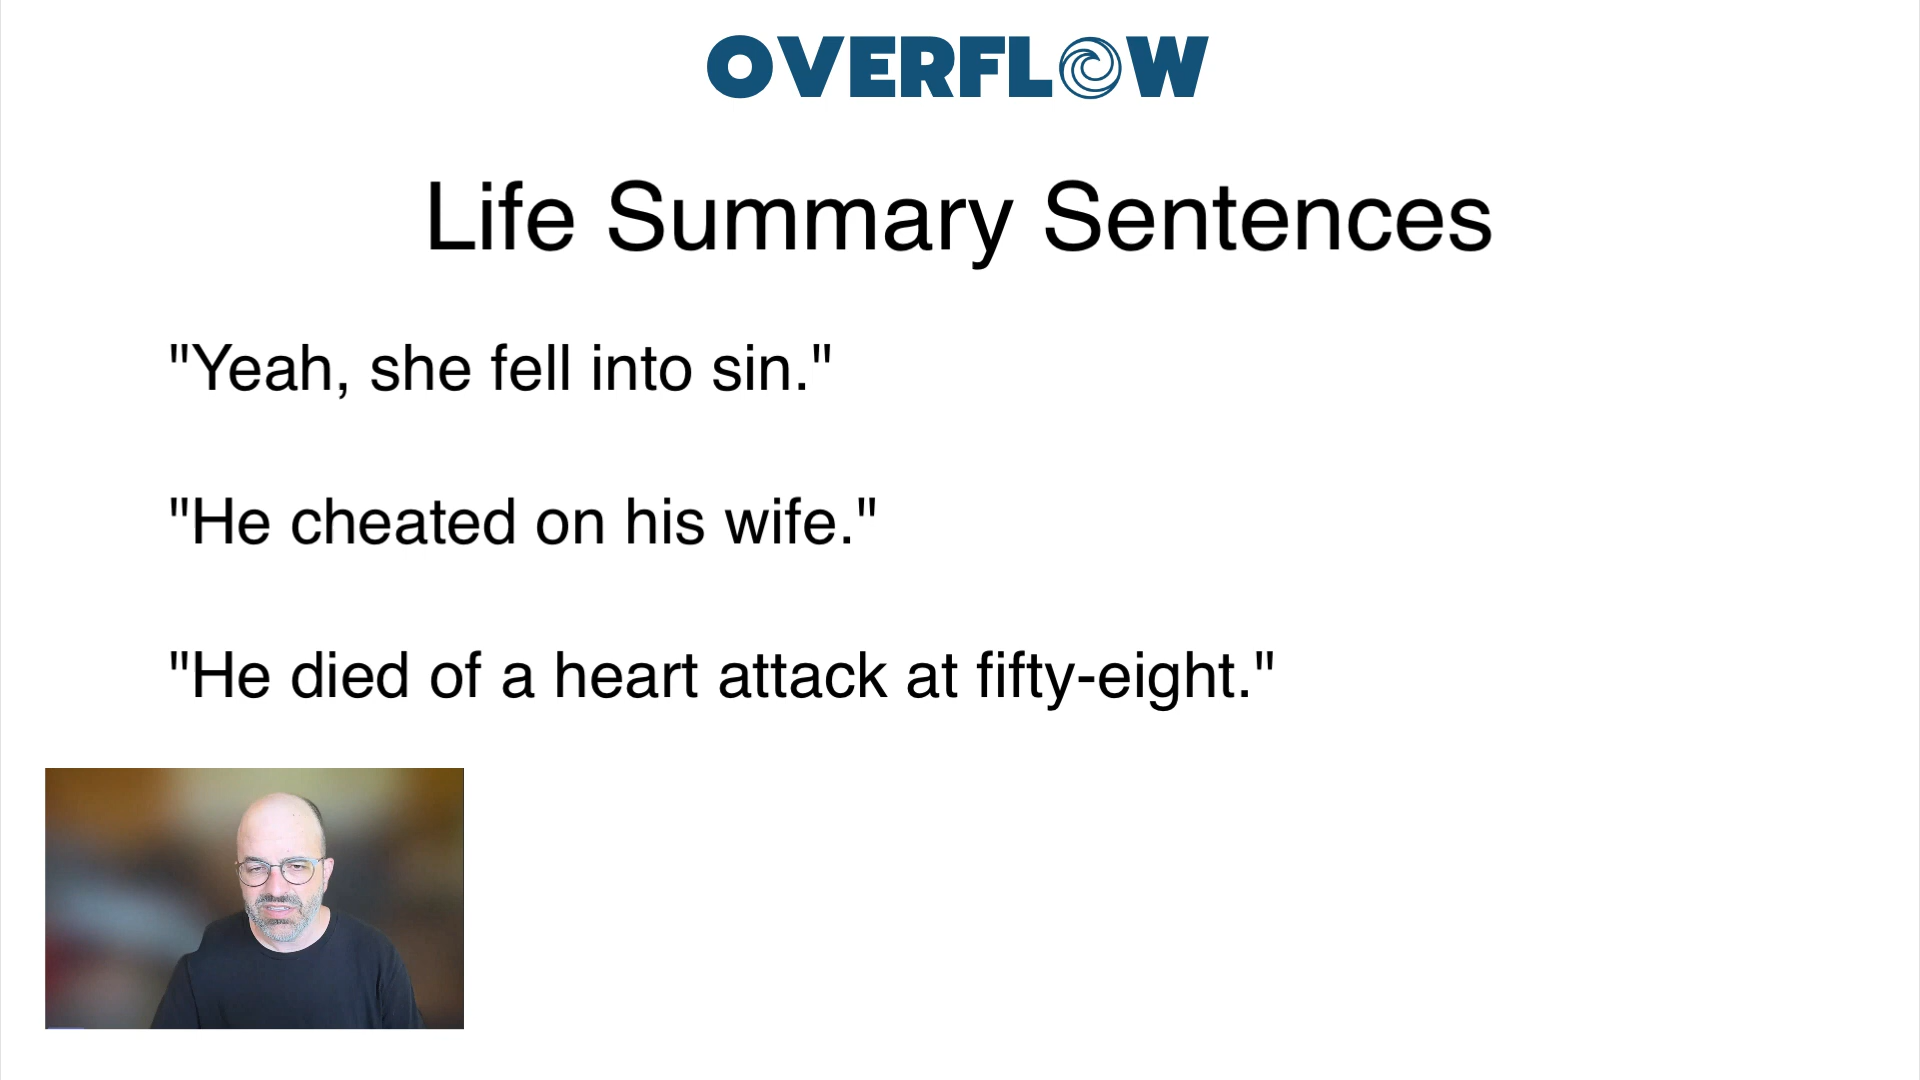 OVERFLOW
Life Summary Sentences
"Yeah, she fell into sin."
"He cheated on his wife."
"He died of a heart attack at fifty-eight."